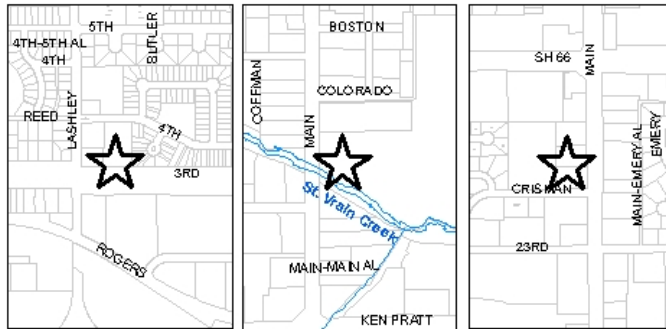 5TH
BUTLER
4TH-5TH AL
4TH
REED
LASHLEY
4TH
3RD
ROGERS
BOSTON
COFFMAN
COLORADO
MAIN
St. Vrain Creek
MAIN-MAIN AL
KEN PRATT
MAIN
SH 66
EMERY
MAIN-EMERY AL
CRISMAN
23RD